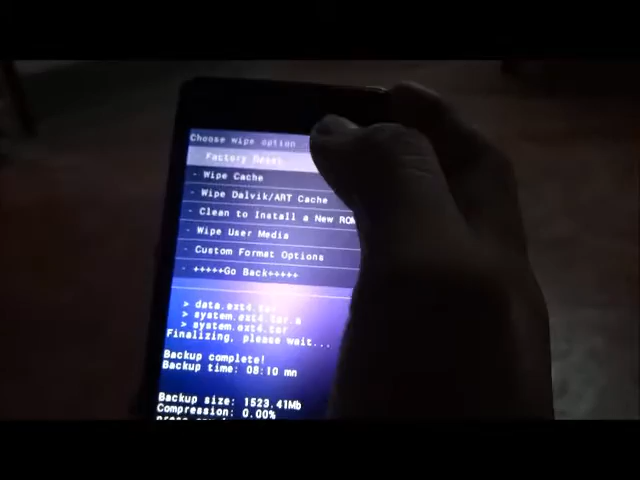 Choose wipe option
Factory Reset
- Wipe Cache
- Wipe Dalvik/ART Cache
- Clean to Install a New ROM
- Wipe User Media
- Custom Format Options
- +++++Go Back+++++
> data.ext4.tar
> system.ext4.tar.a
> system.ext4.tar
Finalizing, please wait...
Backup complete!
Backup time: 08:10 mn
Backup size: 1523.41Mb
Compression: 0.00%